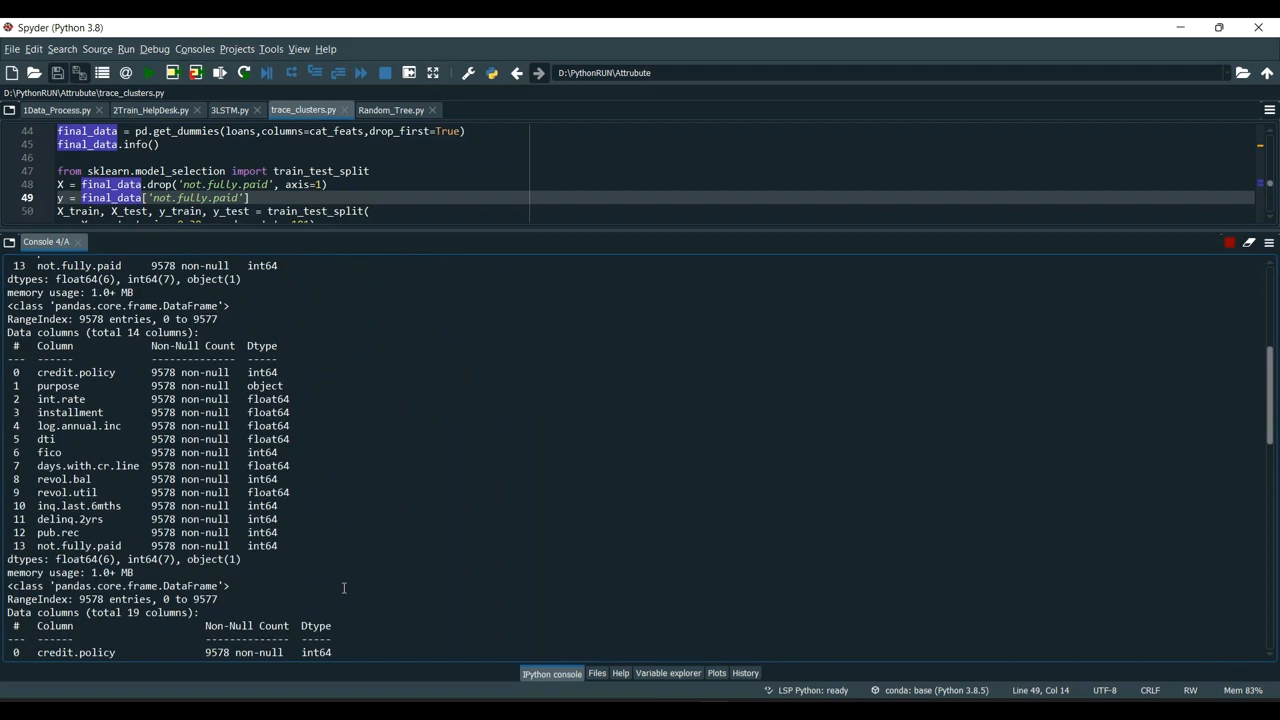 Spyder (Python 3.8)
File Edit Search Source Run Debug Consoles Projects Tools View Help
D:\PythonRUN\Attrubute
D:\PythonRUN\Attrubute\trace_clusters.py
1Data_Process.py 2Train_HelpDesk.py 3LSTM.py trace_clusters.py Random_Tree.py
44 final_data = pd.get_dummies(loans,columns=cat_feats,drop_first=True)
45 final_data.info()
46
47 from sklearn.model_selection import train_test_split
48 X = final_data.drop('not.fully.paid', axis=1)
49 y = final_data['not.fully.paid']
50 X_train, X_test, y_train, y_test = train_test_split(
Console 4/A
13 not.fully.paid 9578 non-null int64
dtypes: float64(6), int64(7), object(1)
memory usage: 1.0+ MB
<class 'pandas.core.frame.DataFrame'>
RangeIndex: 9578 entries, 0 to 9577
Data columns (total 14 columns):
# Column Non-Null Count Dtype
--- ------ -------------- -----
0 credit.policy 9578 non-null int64
1 purpose 9578 non-null object
2 int.rate 9578 non-null float64
3 installment 9578 non-null float64
4 log.annual.inc 9578 non-null float64
5 dti 9578 non-null float64
6 fico 9578 non-null int64
7 days.with.cr.line 9578 non-null float64
8 revol.bal 9578 non-null int64
9 revol.util 9578 non-null float64
10 inq.last.6mths 9578 non-null int64
11 delinq.2yrs 9578 non-null int64
12 pub.rec 9578 non-null int64
13 not.fully.paid 9578 non-null int64
dtypes: float64(6), int64(7), object(1)
memory usage: 1.0+ MB
<class 'pandas.core.frame.DataFrame'>
RangeIndex: 9578 entries, 0 to 9577
Data columns (total 19 columns):
# Column Non-Null Count Dtype
--- ------ -------------- -----
0 credit.policy 9578 non-null int64
IPython console Files Help Variable explorer Plots History
LSP Python: ready conda: base (Python 3.8.5) Line 49, Col 14 UTF-8 CRLF RW Mem 83%